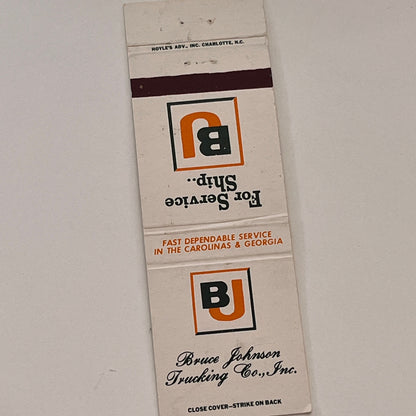 HOYLE'S ADV., INC. CHARLOTTE, N.C.
BJ
For Service
Ship..
FAST DEPENDABLE SERVICE
IN THE CAROLINAS & GEORGIA
BJ
Bruce Johnson
Trucking Co., Inc.
CLOSE COVER—STRIKE ON BACK